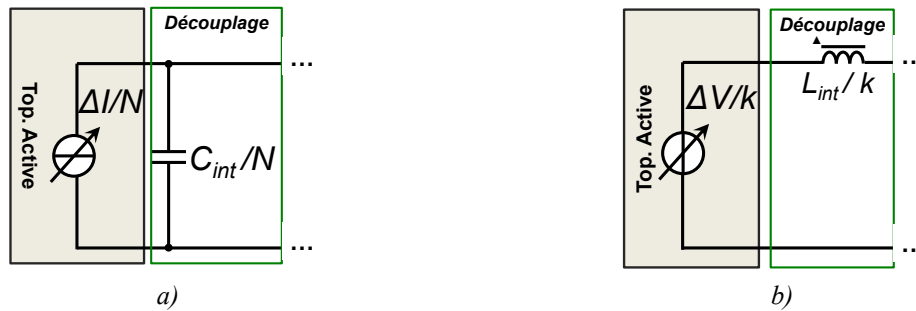 Découplage
...
ΔI/N
Top. Active
C_int/N
...
a)
Découplage
..
L_int / k
ΔV/k
Top. Active
..
b)